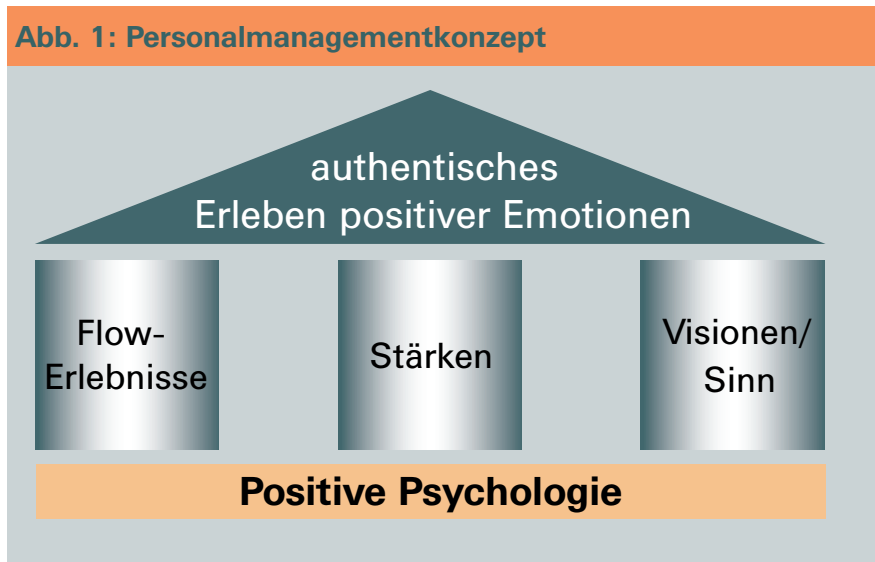 Abb. 1: Personalmanagementkonzept
authentisches
Erleben positiver Emotionen
Flow-
Erlebnisse
Stärken
Visionen/
Sinn
Positive Psychologie